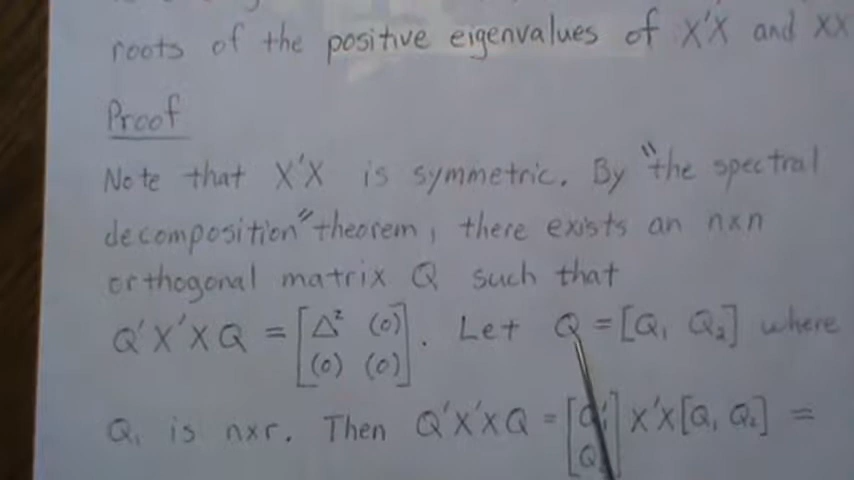 roots of the positive eigenvalues of X'X and XX
Proof
Note that X'X is symmetric. By "the spectral
decomposition" theorem, there exists an nxn
orthogonal matrix Q such that
Q'X'XQ = [Δ² (0) (0) (0)]. Let Q = [Q₁ Q₂] where
Q₁ is nxr. Then Q'X'XQ = [Q₁' Q] X'X [Q₁ Q₂] =